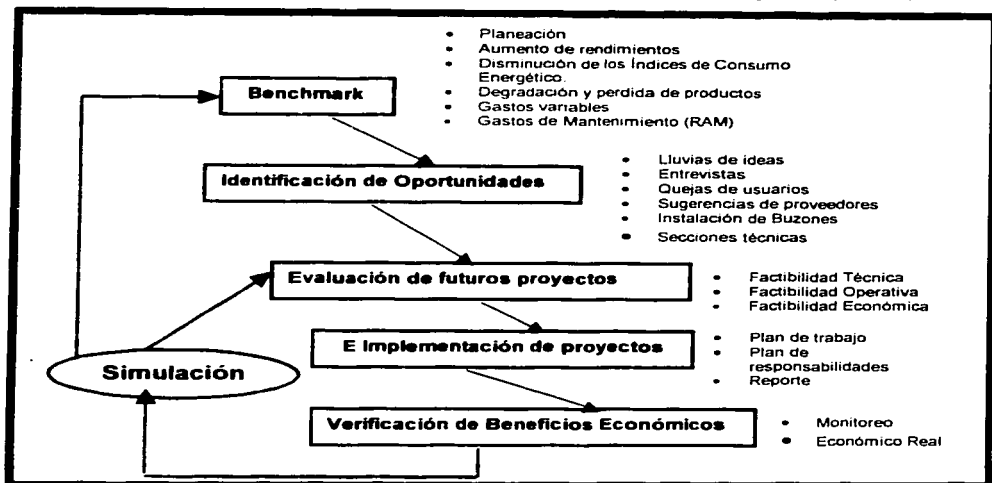 Benchmark
• Planeación
• Aumento de rendimientos
• Disminución de los Índices de Consumo
Energético.
• Degradación y perdida de productos
• Gastos variables
• Gastos de Mantenimiento (RAM)
Identificación de Oportunidades
• Lluvias de ideas
• Entrevistas
• Quejas de usuarios
• Sugerencias de proveedores
• Instalación de Buzones
• Secciones técnicas
Evaluación de futuros proyectos
• Factibilidad Técnica
• Factibilidad Operativa
• Factibilidad Económica
E Implementación de proyectos
• Plan de trabajo
• Plan de
responsabilidades
• Reporte
Simulación
Verificación de Beneficios Económicos
• Monitoreo
• Económico Real